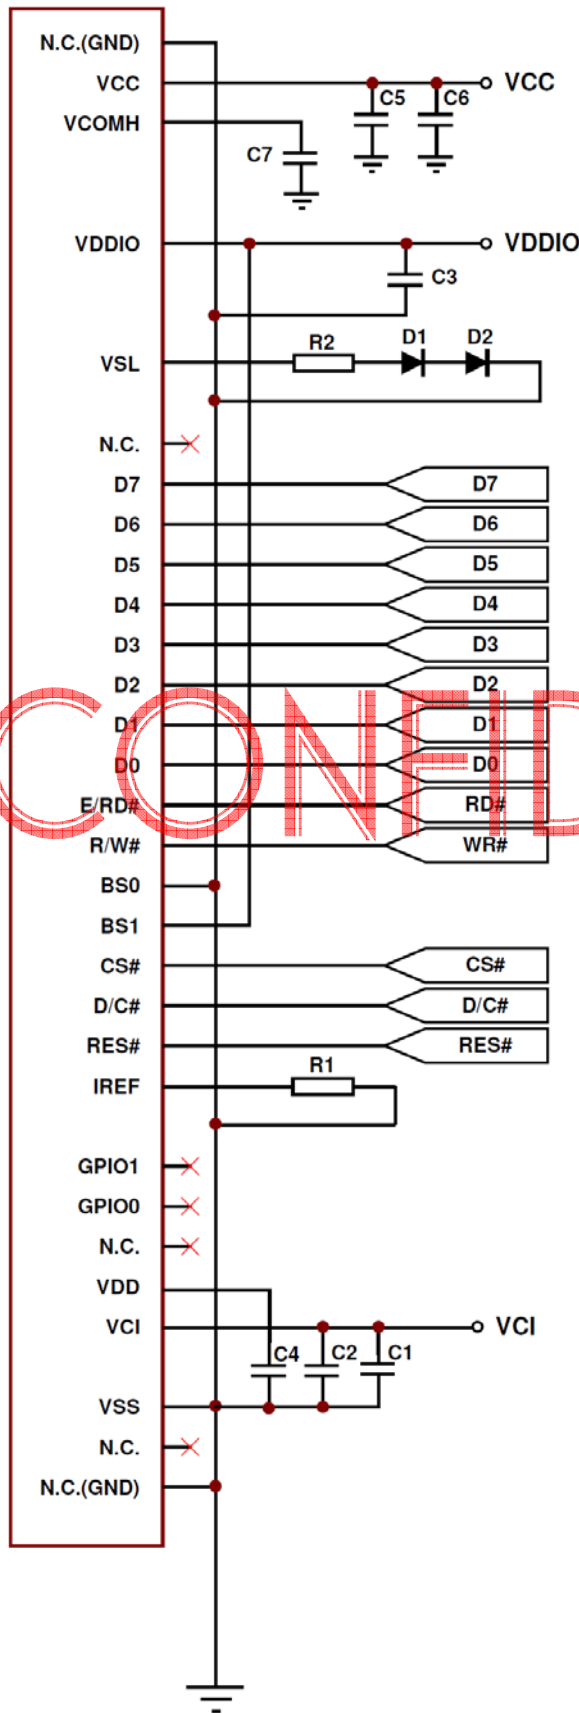 N.C.(GND)
VCC VCC
C5 C6
VCOMH
C7
VDDIO VDDIO
C3
R2 D1 D2
VSL
N.C.
D7 D7
D6 D6
D5 D5
D4 D4
D3 D3
D2 D2
D1 D1
D0 D0
CONFID
E/RD# RD#
R/W# WR#
BS0
BS1
CS# CS#
D/C# D/C#
RES# RES#
R1
IREF
GPIO1
GPIO0
N.C.
VDD
VCI VCI
C4 C2 C1
VSS
N.C.
N.C.(GND)